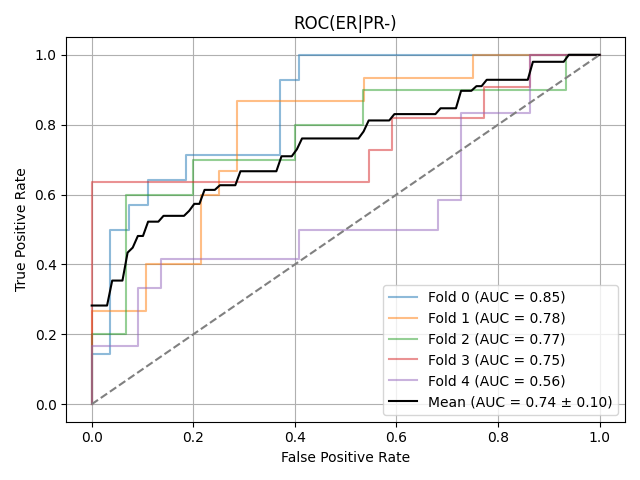 ROC(ER|PR-)
True Positive Rate
1.0
0.8
0.6
0.4
0.2
0.0
Fold 0 (AUC = 0.85)
Fold 1 (AUC = 0.78)
Fold 2 (AUC = 0.77)
Fold 3 (AUC = 0.75)
Fold 4 (AUC = 0.56)
Mean (AUC = 0.74 ± 0.10)
0.0 0.2 0.4 0.6 0.8 1.0
False Positive Rate